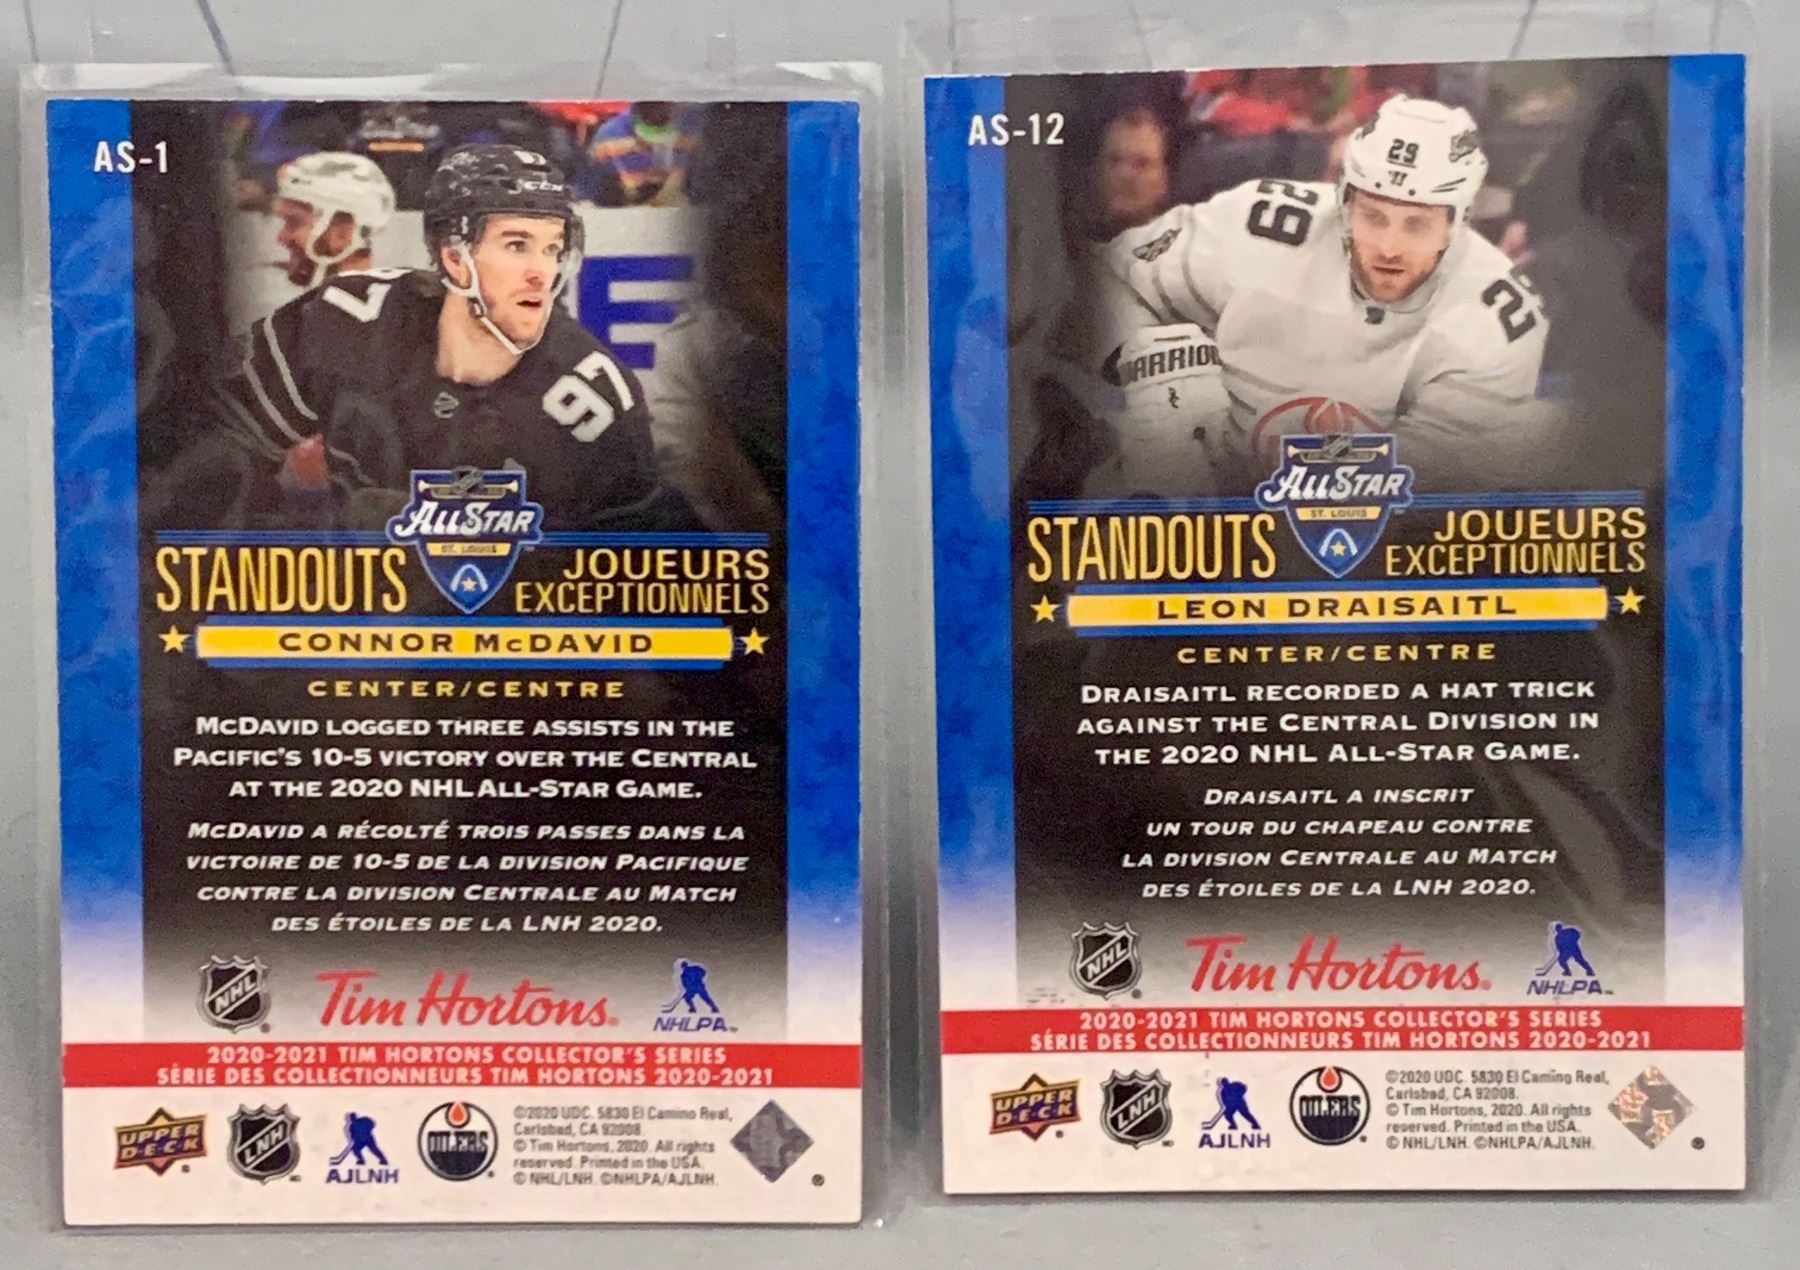 AS-1
97
97
97
CCM
E
ALL STAR
ST. LOUIS
STANDOUTS
JOUEURS
EXCEPTIONNELS
CONNOR McDAVID
CENTER/CENTRE
McDAVID LOGGED THREE ASSISTS IN THE
PACIFIC'S 10-5 VICTORY OVER THE CENTRAL
AT THE 2020 NHL ALL-STAR GAME.
McDAVID A RÉCOLTÉ TROIS PASSES DANS LA
VICTOIRE DE 10-5 DE LA DIVISION PACIFIQUE
CONTRE LA DIVISION CENTRALE AU MATCH
DES ÉTOILES DE LA LNH 2020.
NHL
Tim Hortons®
NHLPA™
2020-2021 TIM HORTONS COLLECTOR'S SERIES
SÉRIE DES COLLECTIONNEURS TIM HORTONS 2020-2021
UPPER
DECK
LNH
AJLNH
OILERS
©2020 UDC. 5830 El Camino Real,
Carlsbad, CA 92008.
© Tim Hortons, 2020. All rights
reserved. Printed in the USA.
© NHL/LNH. ©NHLPA/AJLNH.
AS-12
29
29
29
WARRIOR
ALL STAR
ST. LOUIS
STANDOUTS
JOUEURS
EXCEPTIONNELS
LEON DRAISAITL
CENTER/CENTRE
DRAISAITL RECORDED A HAT TRICK
AGAINST THE CENTRAL DIVISION IN
THE 2020 NHL ALL-STAR GAME.
DRAISAITL A INSCRIT
UN TOUR DU CHAPEAU CONTRE
LA DIVISION CENTRALE AU MATCH
DES ÉTOILES DE LA LNH 2020.
NHL
Tim Hortons®
NHLPA™
2020-2021 TIM HORTONS COLLECTOR'S SERIES
SÉRIE DES COLLECTIONNEURS TIM HORTONS 2020-2021
UPPER
DECK
LNH
AJLNH
OILERS
©2020 UDC. 5830 El Camino Real,
Carlsbad, CA 92008.
© Tim Hortons, 2020. All rights
reserved. Printed in the USA.
© NHL/LNH. ©NHLPA/AJLNH.